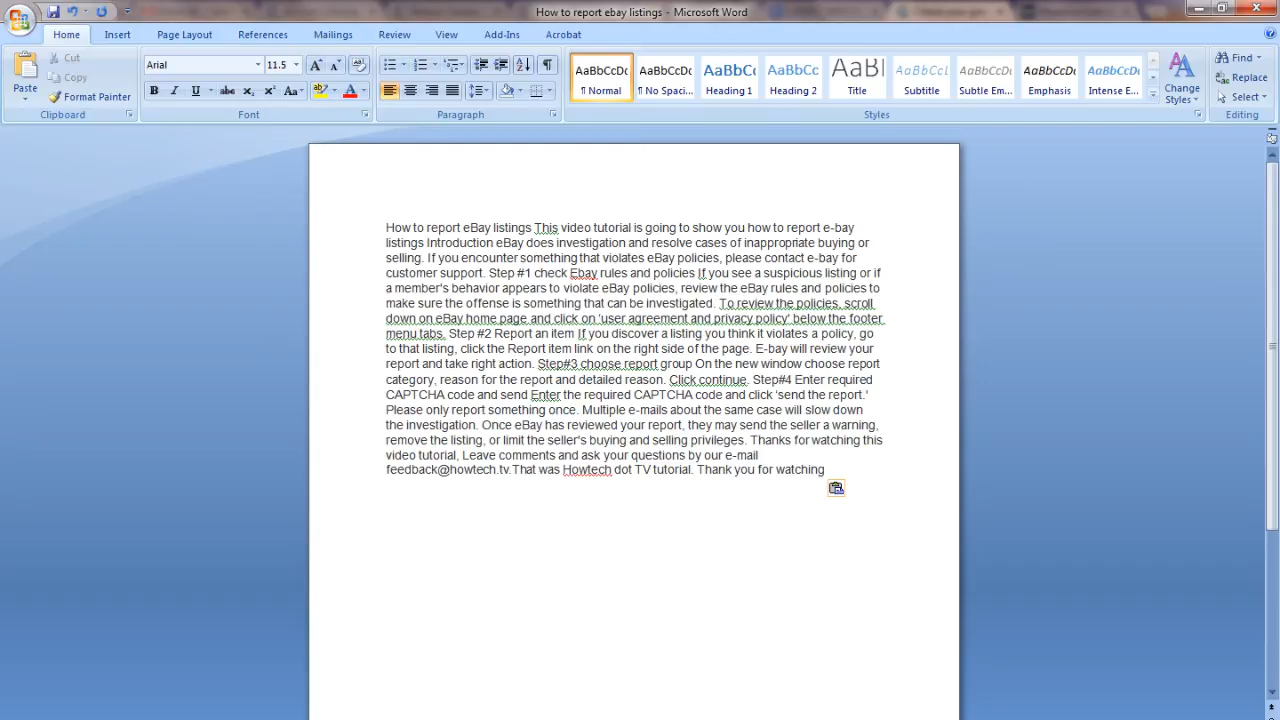 How to report ebay listings - Microsoft Word
Home Insert Page Layout References Mailings Review View Add-Ins Acrobat
Paste
Cut
Copy
Format Painter
Clipboard
Arial 11.5
Font
Paragraph
AaBbCcDc AaBbCcDc AaBbC AaBbCc AaBl AaBbCcl AaBbCcDc AaBbCcDc AaBbCcDc
¶ Normal ¶ No Spaci... Heading 1 Heading 2 Title Subtitle Subtle Em... Emphasis Intense E...
Change
Styles
Styles
Find
Replace
Select
Editing
How to report eBay listings This video tutorial is going to show you how to report e-bay
listings Introduction eBay does investigation and resolve cases of inappropriate buying or
selling. If you encounter something that violates eBay policies, please contact e-bay for
customer support. Step #1 check Ebay rules and policies If you see a suspicious listing or if
a member's behavior appears to violate eBay policies, review the eBay rules and policies to
make sure the offense is something that can be investigated. To review the policies, scroll
down on eBay home page and click on 'user agreement and privacy policy' below the footer
menu tabs. Step #2 Report an item If you discover a listing you think it violates a policy, go
to that listing, click the Report item link on the right side of the page. E-bay will review your
report and take right action. Step#3 choose report group On the new window choose report
category, reason for the report and detailed reason. Click continue. Step#4 Enter required
CAPTCHA code and send Enter the required CAPTCHA code and click 'send the report.'
Please only report something once. Multiple e-mails about the same case will slow down
the investigation. Once eBay has reviewed your report, they may send the seller a warning,
remove the listing, or limit the seller's buying and selling privileges. Thanks for watching this
video tutorial, Leave comments and ask your questions by our e-mail
feedback@howtech.tv.That was Howtech dot TV tutorial. Thank you for watching